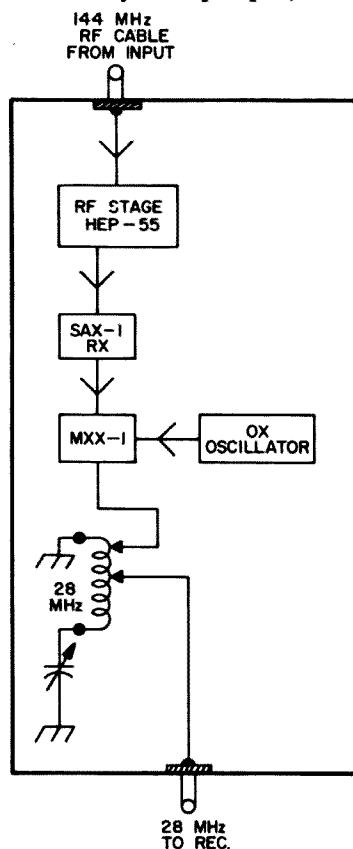 144 MHz
RF CABLE
FROM INPUT
RF STAGE
HEP-55
SAX-1
RX
MXX-1
OX
OSCILLATOR
28
MHz
28 MHz
TO REC.